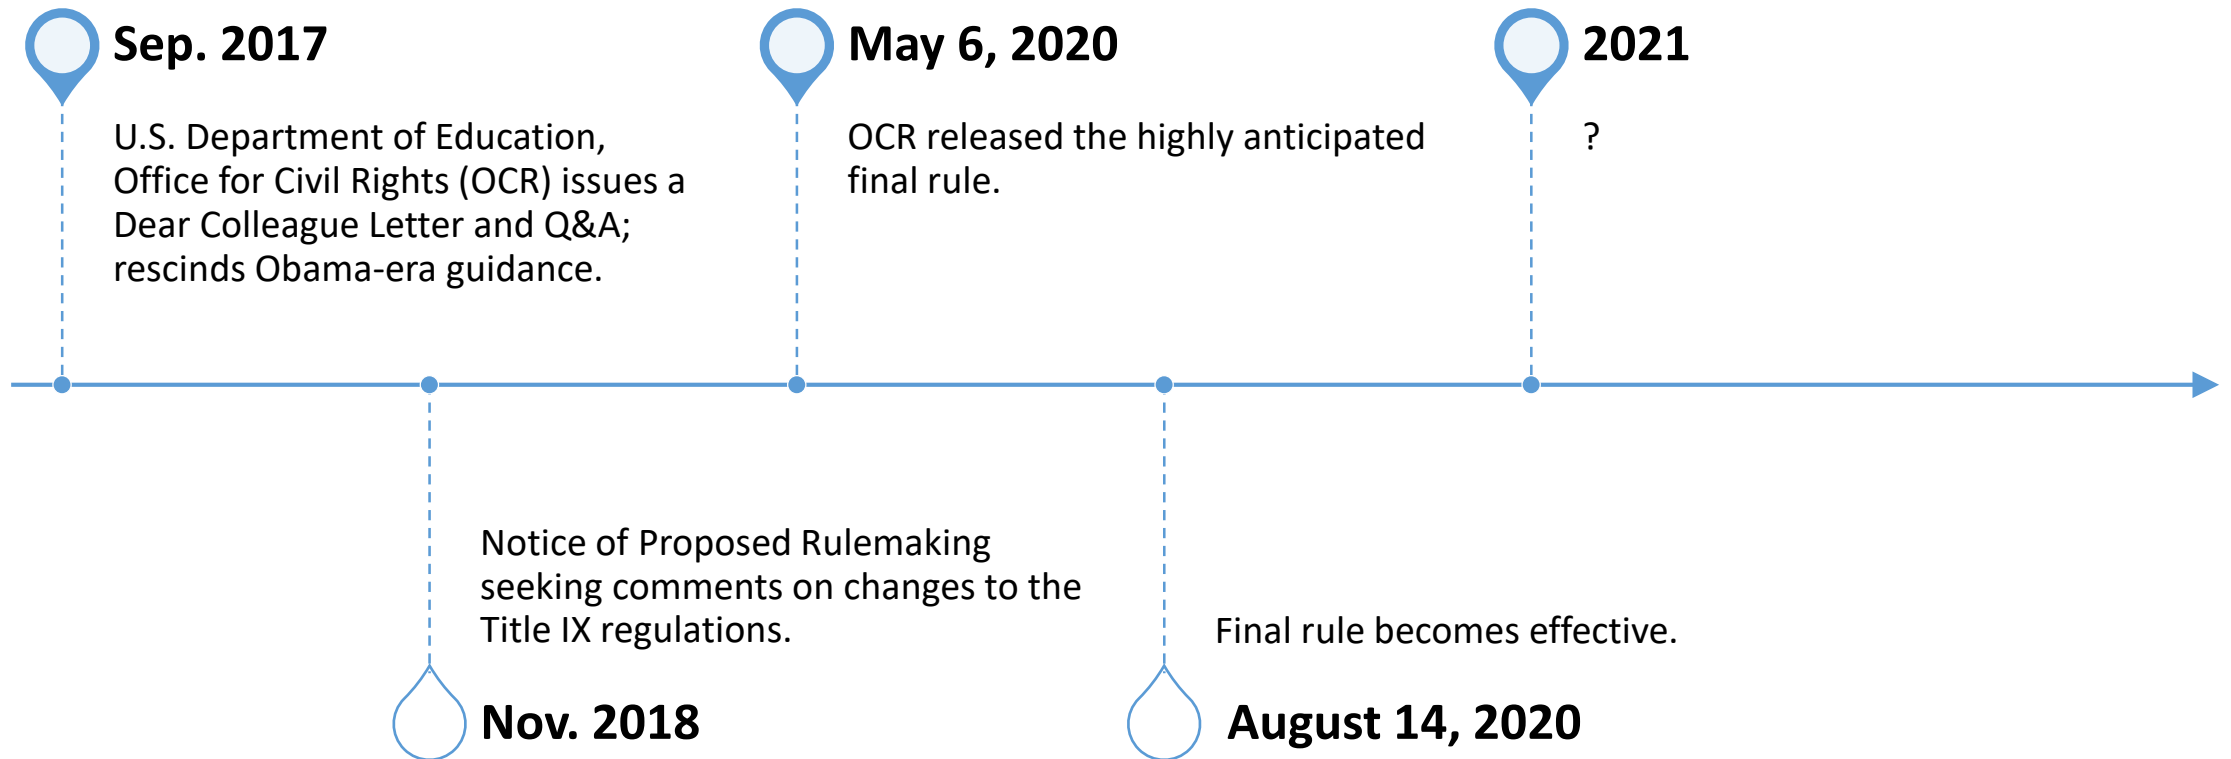 Sep. 2017
U.S. Department of Education,
Office for Civil Rights (OCR) issues a
Dear Colleague Letter and Q&A;
rescinds Obama-era guidance.
Notice of Proposed Rulemaking
seeking comments on changes to the
Title IX regulations.
Nov. 2018
May 6, 2020
OCR released the highly anticipated
final rule.
Final rule becomes effective.
August 14, 2020
2021
?